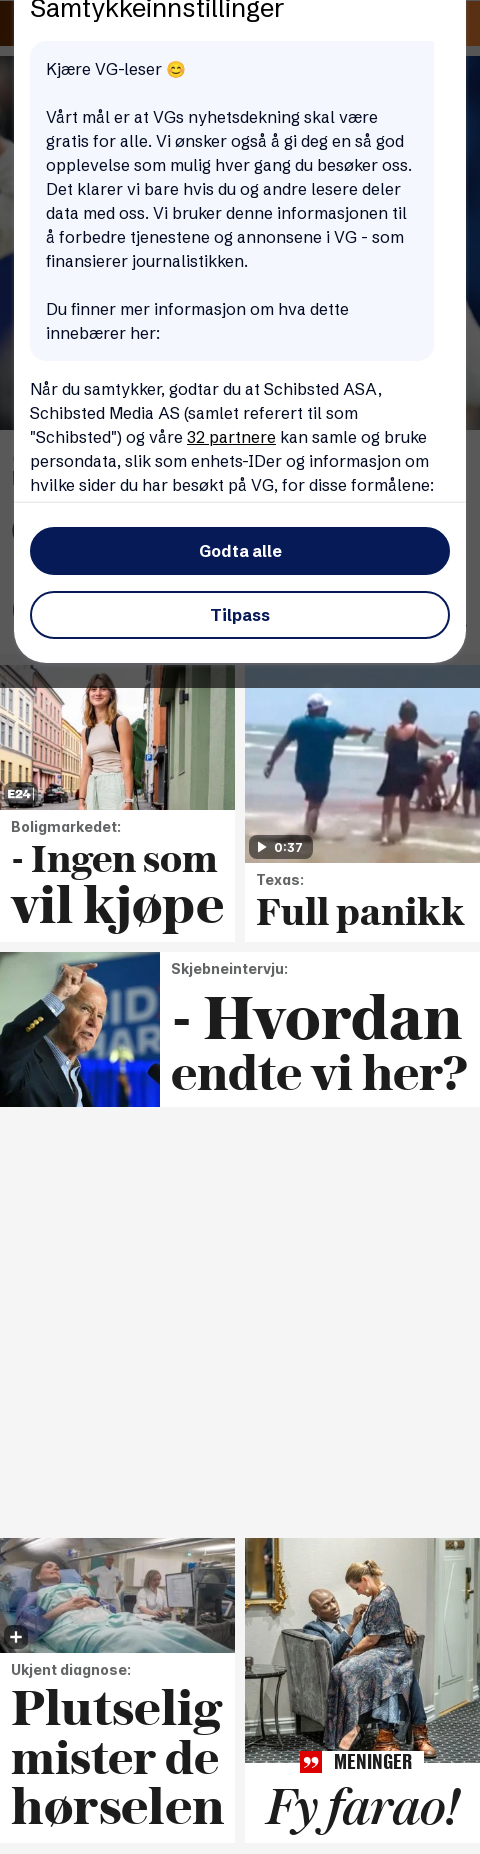 Samtykkeinnstillinger
Kjære VG-leser 😊
Vårt mål er at VGs nyhetsdekning skal være
gratis for alle. Vi ønsker også å gi deg en så god
opplevelse som mulig hver gang du besøker oss.
Det klarer vi bare hvis du og andre lesere deler
data med oss. Vi bruker denne informasjonen til
å forbedre tjenestene og annonsene i VG - som
finansierer journalistikken.
Du finner mer informasjon om hva dette
innebærer her:
Når du samtykker, godtar du at Schibsted ASA,
Schibsted Media AS (samlet referert til som
"Schibsted") og våre 32 partnere kan samle og bruke
persondata, slik som enhets-IDer og informasjon om
hvilke sider du har besøkt på VG, for disse formålene:
Godta alle
Tilpass
E24
Boligmarkedet:
- Ingen som
vil kjøpe
0:37
Texas:
Full panikk
Skjebneintervju:
- Hvordan
endte vi her?
Ukjent diagnose:
Plutselig
mister de
hørselen
MENINGER
Fy farao!